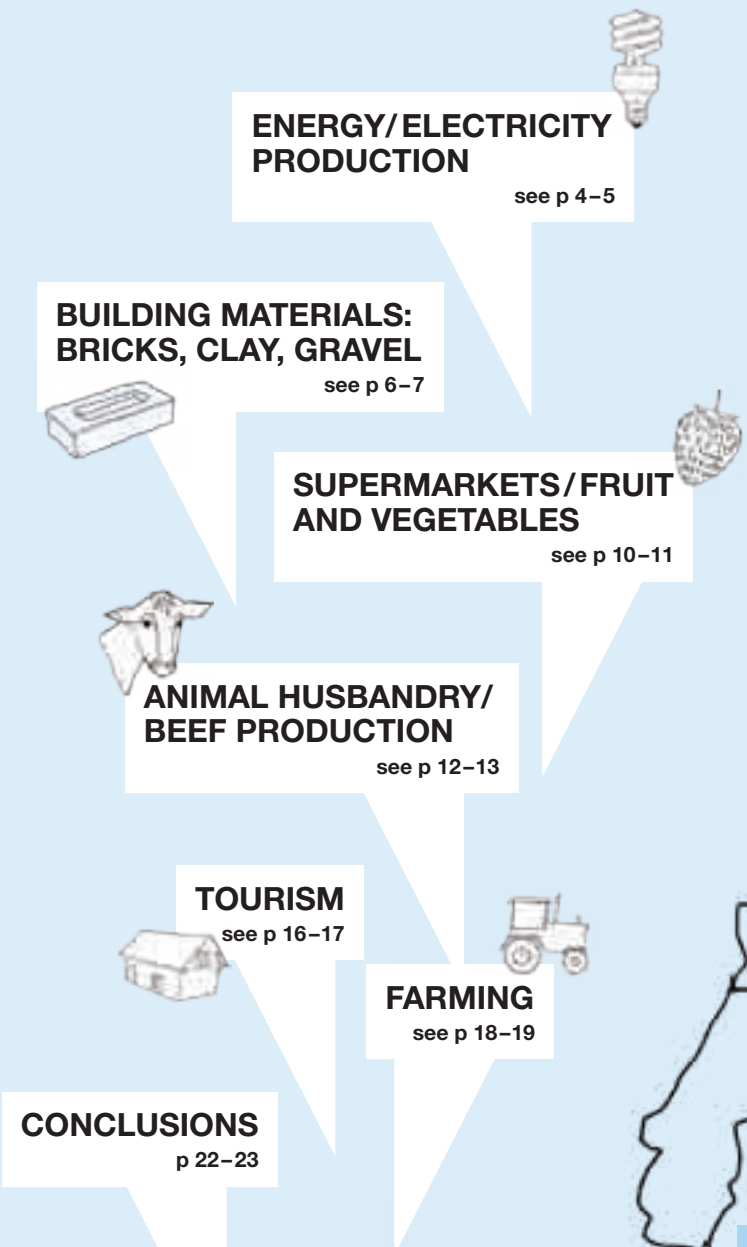 ENERGY/ELECTRICITY
PRODUCTION
see p 4–5
BUILDING MATERIALS:
BRICKS, CLAY, GRAVEL
see p 6–7
SUPERMARKETS/FRUIT
AND VEGETABLES
see p 10–11
ANIMAL HUSBANDRY/
BEEF PRODUCTION
see p 12–13
TOURISM
see p 16–17
FARMING
see p 18–19
CONCLUSIONS
p 22–23